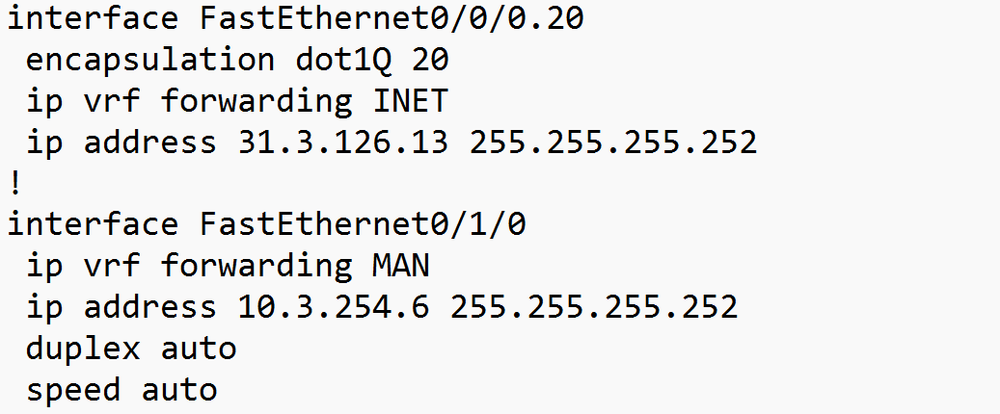 interface FastEthernet0/0/0.20
 encapsulation dot1Q 20
 ip vrf forwarding INET
 ip address 31.3.126.13 255.255.255.252
!
interface FastEthernet0/1/0
 ip vrf forwarding MAN
 ip address 10.3.254.6 255.255.255.252
 duplex auto
 speed auto